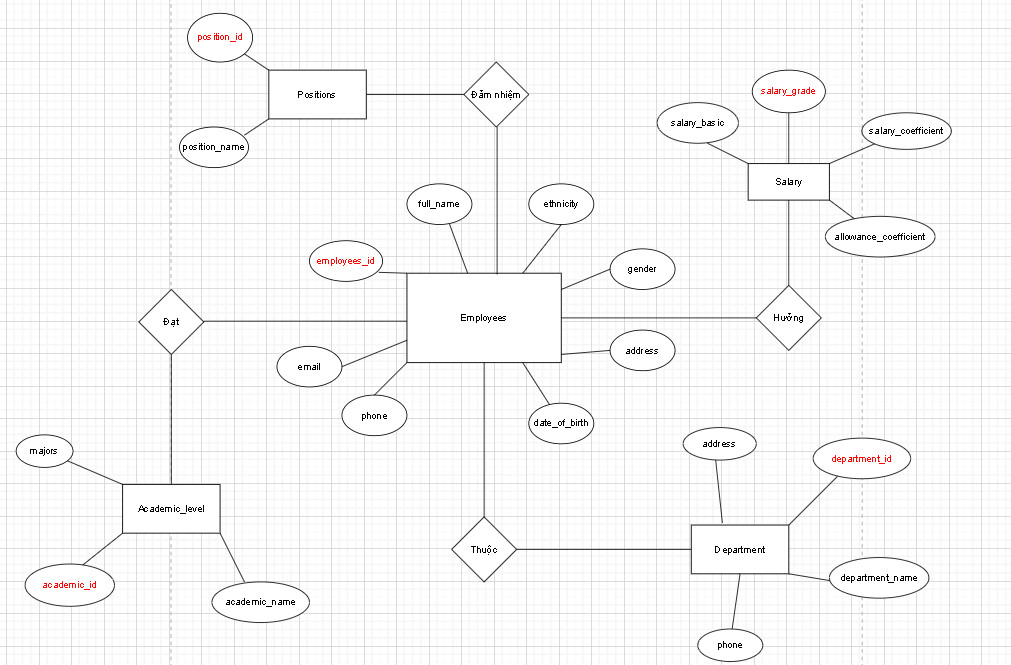 position_id
Positions
Đảm nhiệm
position_name
salary_grade
salary_basic
salary_coefficient
Salary
allowance_coefficient
full_name
ethnicity
employees_id
gender
Employees
Đạt
Hưởng
email
address
phone
date_of_birth
majors
Academic_level
academic_id
academic_name
Thuộc
address
department_id
Department
department_name
phone